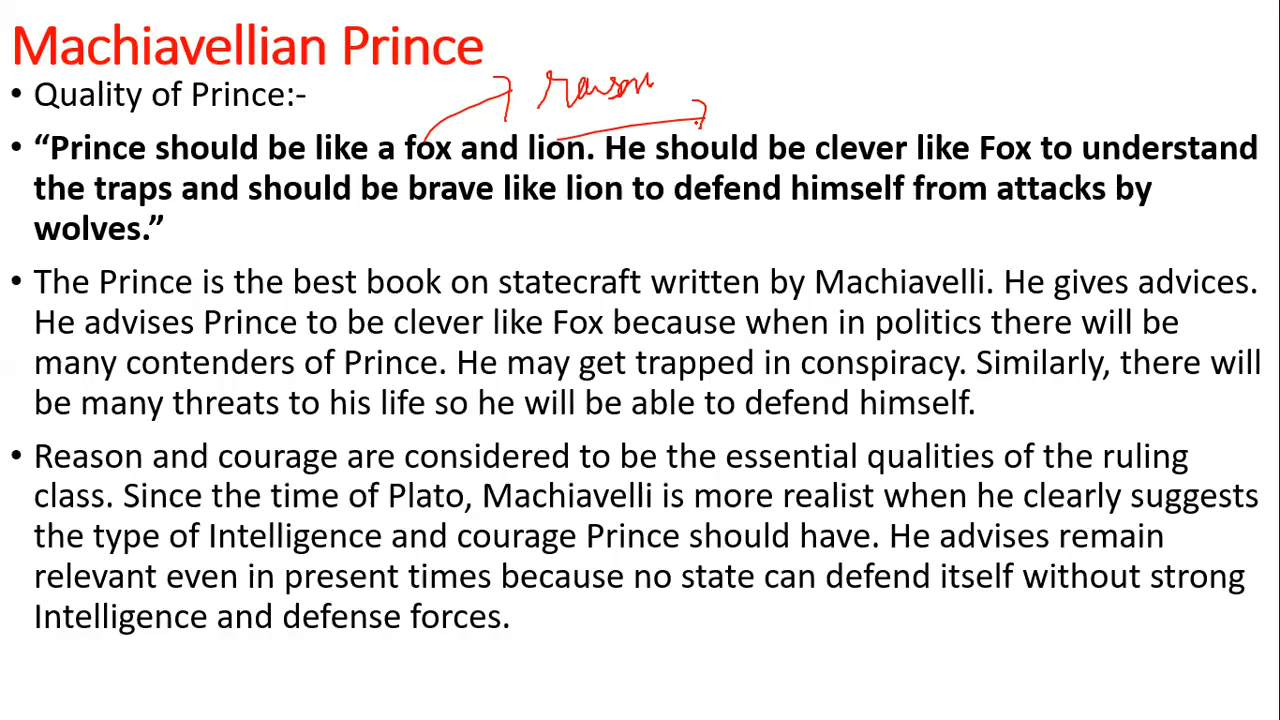 Machiavellian Prince
• Quality of Prince:-
reason
• “Prince should be like a fox and lion. He should be clever like Fox to understand
the traps and should be brave like lion to defend himself from attacks by
wolves.”
• The Prince is the best book on statecraft written by Machiavelli. He gives advices.
He advises Prince to be clever like Fox because when in politics there will be
many contenders of Prince. He may get trapped in conspiracy. Similarly, there will
be many threats to his life so he will be able to defend himself.
• Reason and courage are considered to be the essential qualities of the ruling
class. Since the time of Plato, Machiavelli is more realist when he clearly suggests
the type of Intelligence and courage Prince should have. He advises remain
relevant even in present times because no state can defend itself without strong
Intelligence and defense forces.